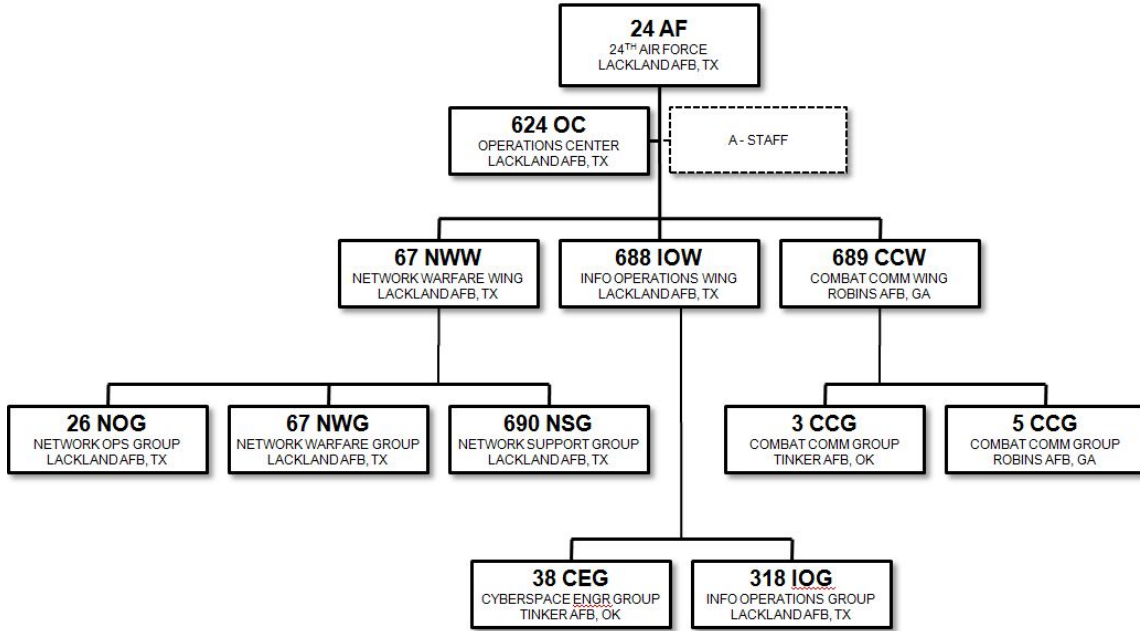 24 AF
24TH AIR FORCE
LACKLAND AFB, TX
624 OC
OPERATIONS CENTER
LACKLAND AFB, TX
A - STAFF
67 NWW
NETWORK WARFARE WING
LACKLAND AFB, TX
688 IOW
INFO OPERATIONS WING
LACKLAND AFB, TX
689 CCW
COMBAT COMM WING
ROBINS AFB, GA
26 NOG
NETWORK OPS GROUP
LACKLAND AFB, TX
67 NWG
NETWORK WARFARE GROUP
LACKLAND AFB, TX
690 NSG
NETWORK SUPPORT GROUP
LACKLAND AFB, TX
3 CCG
COMBAT COMM GROUP
TINKER AFB, OK
5 CCG
COMBAT COMM GROUP
ROBINS AFB, GA
38 CEG
CYBERSPACE ENGR GROUP
TINKER AFB, OK
318 IOG
INFO OPERATIONS GROUP
LACKLAND AFB, TX